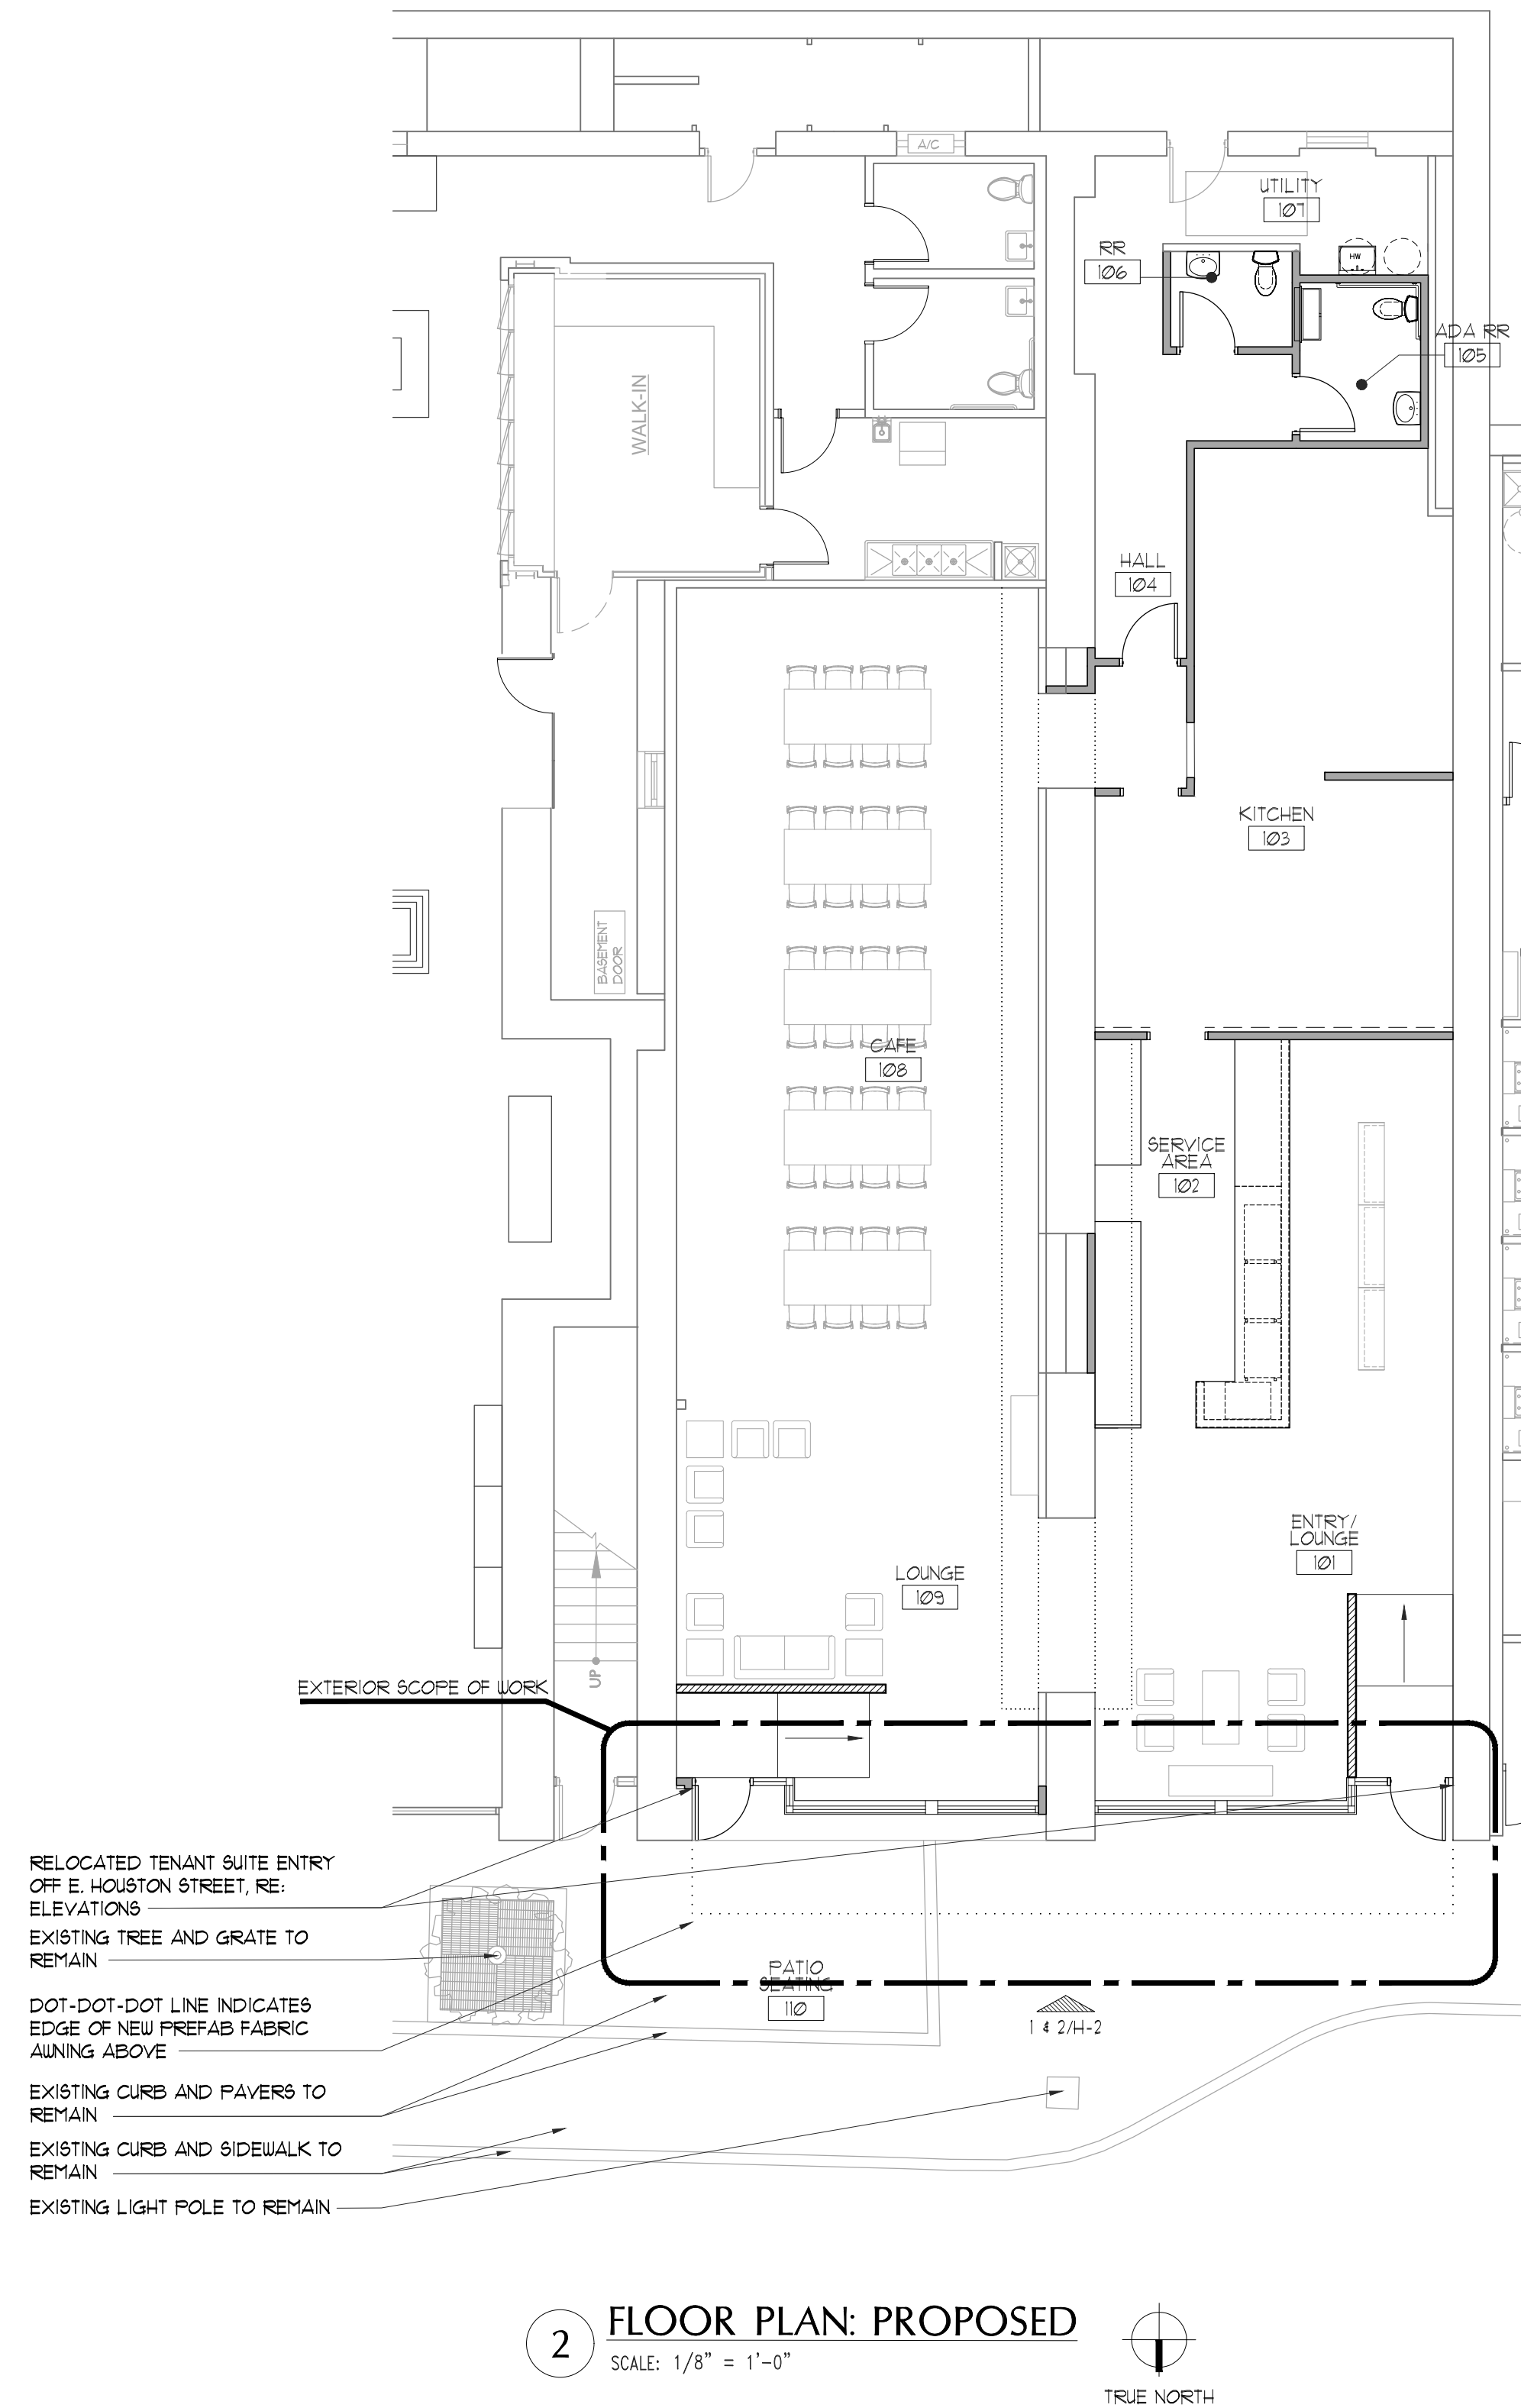 A/C
UTILITY
107
RR
106
HW
ADA RR
105
WALK-IN
HALL
104
KITCHEN
103
BASEMENT
DOOR
CAFE
108
SERVICE
AREA
102
ENTRY/
LOUNGE
101
LOUNGE
109
UP
EXTERIOR SCOPE OF WORK
RELOCATED TENANT SUITE ENTRY
OFF E. HOUSTON STREET, RE:
ELEVATIONS
EXISTING TREE AND GRATE TO
REMAIN
PATIO
SEATING
110
DOT-DOT-DOT LINE INDICATES
EDGE OF NEW PREFAB FABRIC
AWNING ABOVE
1 & 2/H-2
EXISTING CURB AND PAVERS TO
REMAIN
EXISTING CURB AND SIDEWALK TO
REMAIN
EXISTING LIGHT POLE TO REMAIN
2
FLOOR PLAN: PROPOSED
SCALE: 1/8" = 1'-0"
TRUE NORTH